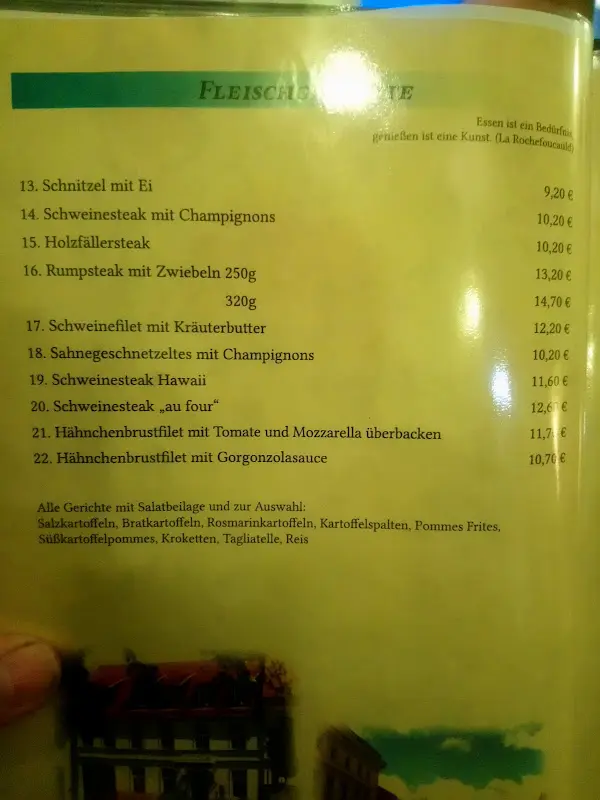 Essen ist ein Bedürfnis
genießen ist eine Kunst. (La Rochefoucauld)
13. Schnitzel mit Ei 9,20 €
14. Schweinesteak mit Champignons 10,20 €
15. Holzfällersteak 10,20 €
16. Rumpsteak mit Zwiebeln 250g 13,20 €
320g 14,70 €
17. Schweinefilet mit Kräuterbutter 12,20 €
18. Sahnegeschnetzeltes mit Champignons 10,20 €
19. Schweinesteak Hawaii 11,60 €
20. Schweinesteak „au four“ €
21. Hähnchenbrustfilet mit Tomate und Mozzarella überbacken €
22. Hähnchenbrustfilet mit Gorgonzolasauce 10,70 €
Alle Gerichte mit Salatbeilage und zur Auswahl:
Salzkartoffeln, Bratkartoffeln, Rosmarinkartoffeln, Kartoffelspalten, Pommes Frites,
Süßkartoffelpommes, Kroketten, Tagliatelle, Reis